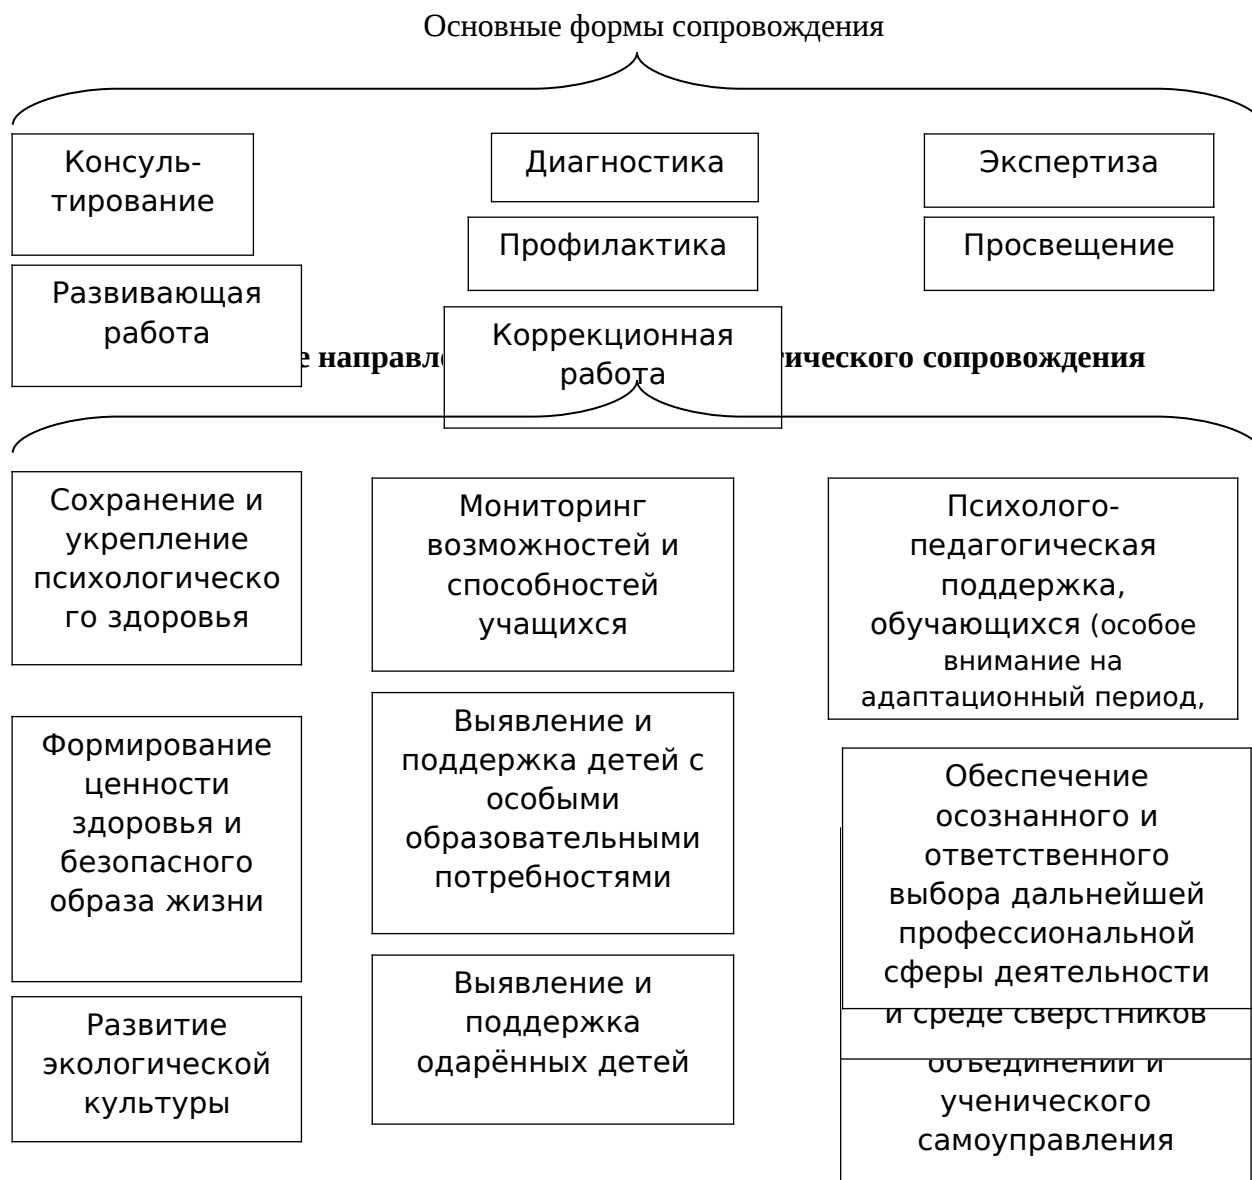 Основные формы сопровождения
Консуль-
тирование
Диагностика
Экспертиза
Профилактика
Просвещение
Развивающая
работа
Коррекционная
работа
е направл
тического сопровождения
Сохранение и
укрепление
психологическо
го здоровья
Мониторинг
возможностей и
способностей
учащихся
Психолого-
педагогическая
поддержка,
обучающихся (особое
внимание на
адаптационный период,
Формирование
ценности
здоровья и
безопасного
образа жизни
Выявление и
поддержка детей с
особыми
образовательными
потребностями
Обеспечение
осознанного и
ответственного
выбора дальнейшей
профессиональной
сферы деятельности
и среде сверстников
объединений и
ученического
самоуправления
Развитие
экологической
культуры
Выявление и
поддержка
одарённых детей